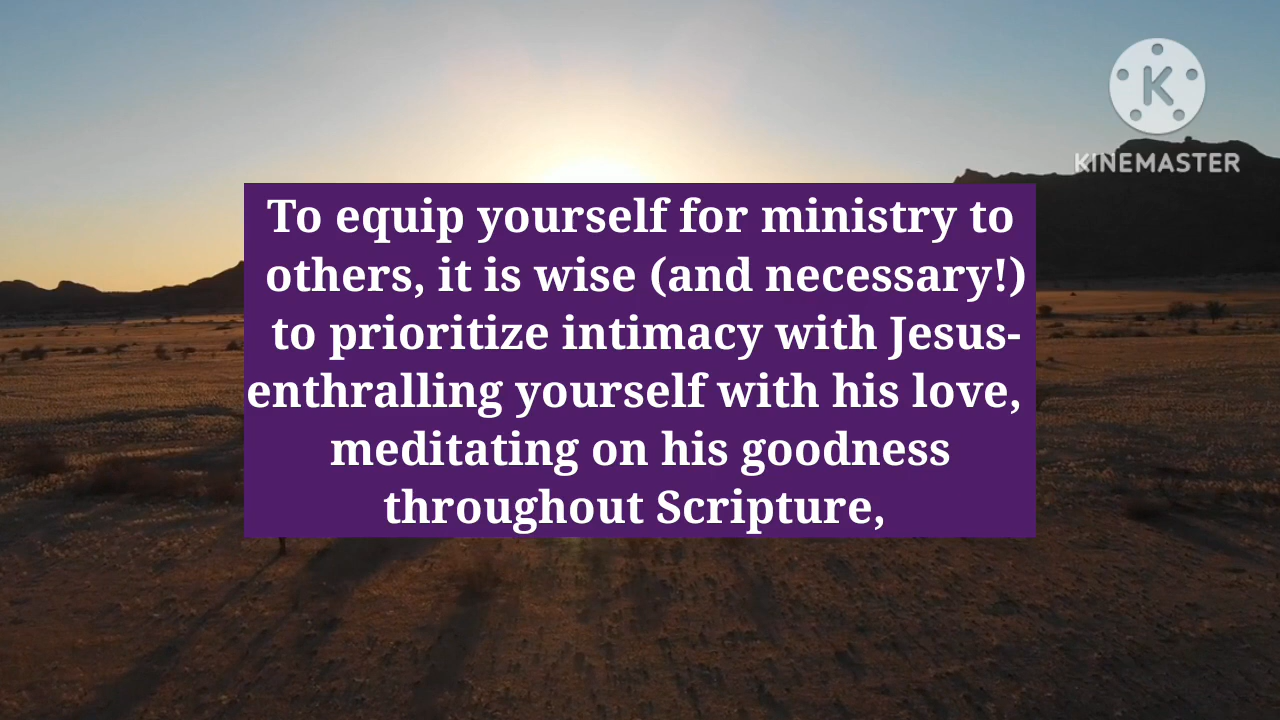 K
KINEMASTER
To equip yourself for ministry to
others, it is wise (and necessary!)
to prioritize intimacy with Jesus-
enthralling yourself with his love,
meditating on his goodness
throughout Scripture,